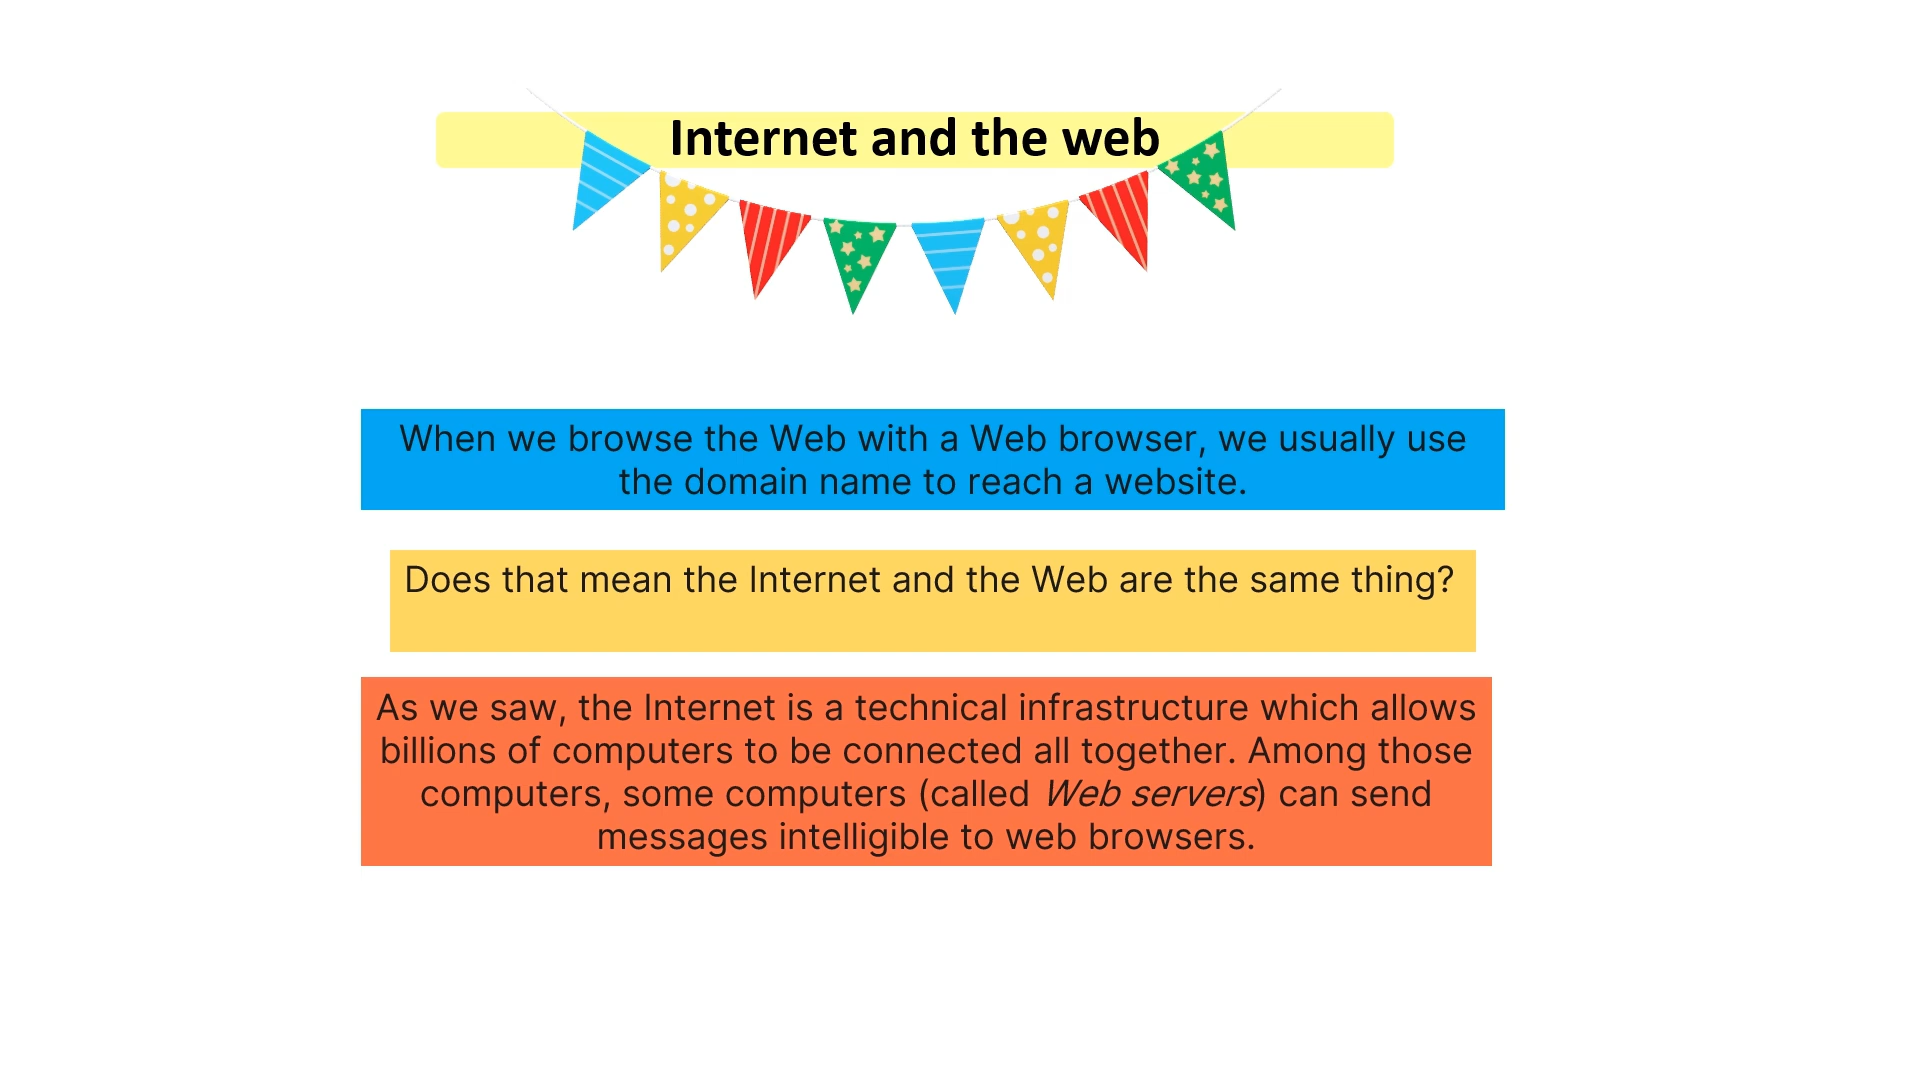 Internet and the web
When we browse the Web with a Web browser, we usually use
the domain name to reach a website.
Does that mean the Internet and the Web are the same thing?
As we saw, the Internet is a technical infrastructure which allows
billions of computers to be connected all together. Among those
computers, some computers (called Web servers) can send
messages intelligible to web browsers.